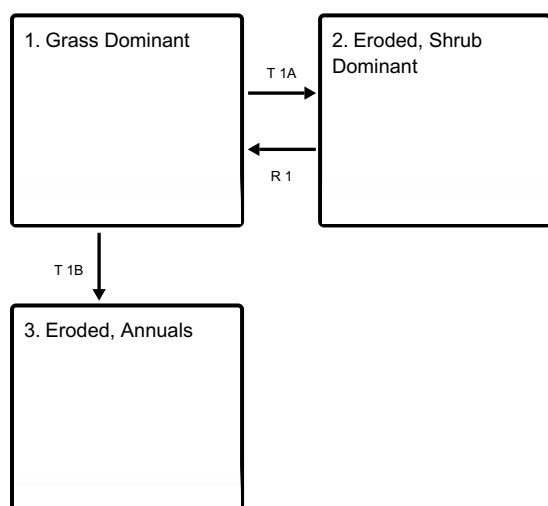 1. Grass Dominant
2. Eroded, Shrub
Dominant
T 1A
R 1
T 1B
3. Eroded, Annuals